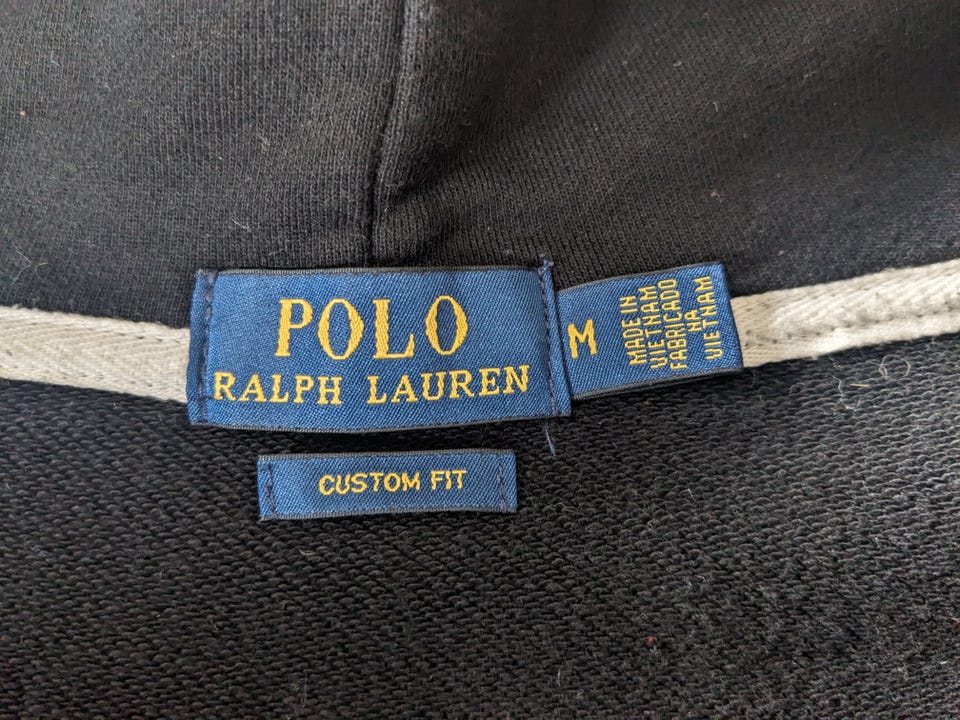 POLO
RALPH LAUREN
M
MADE IN
VIETNAM
FABRICADO
NA
VIETNAM
CUSTOM FIT